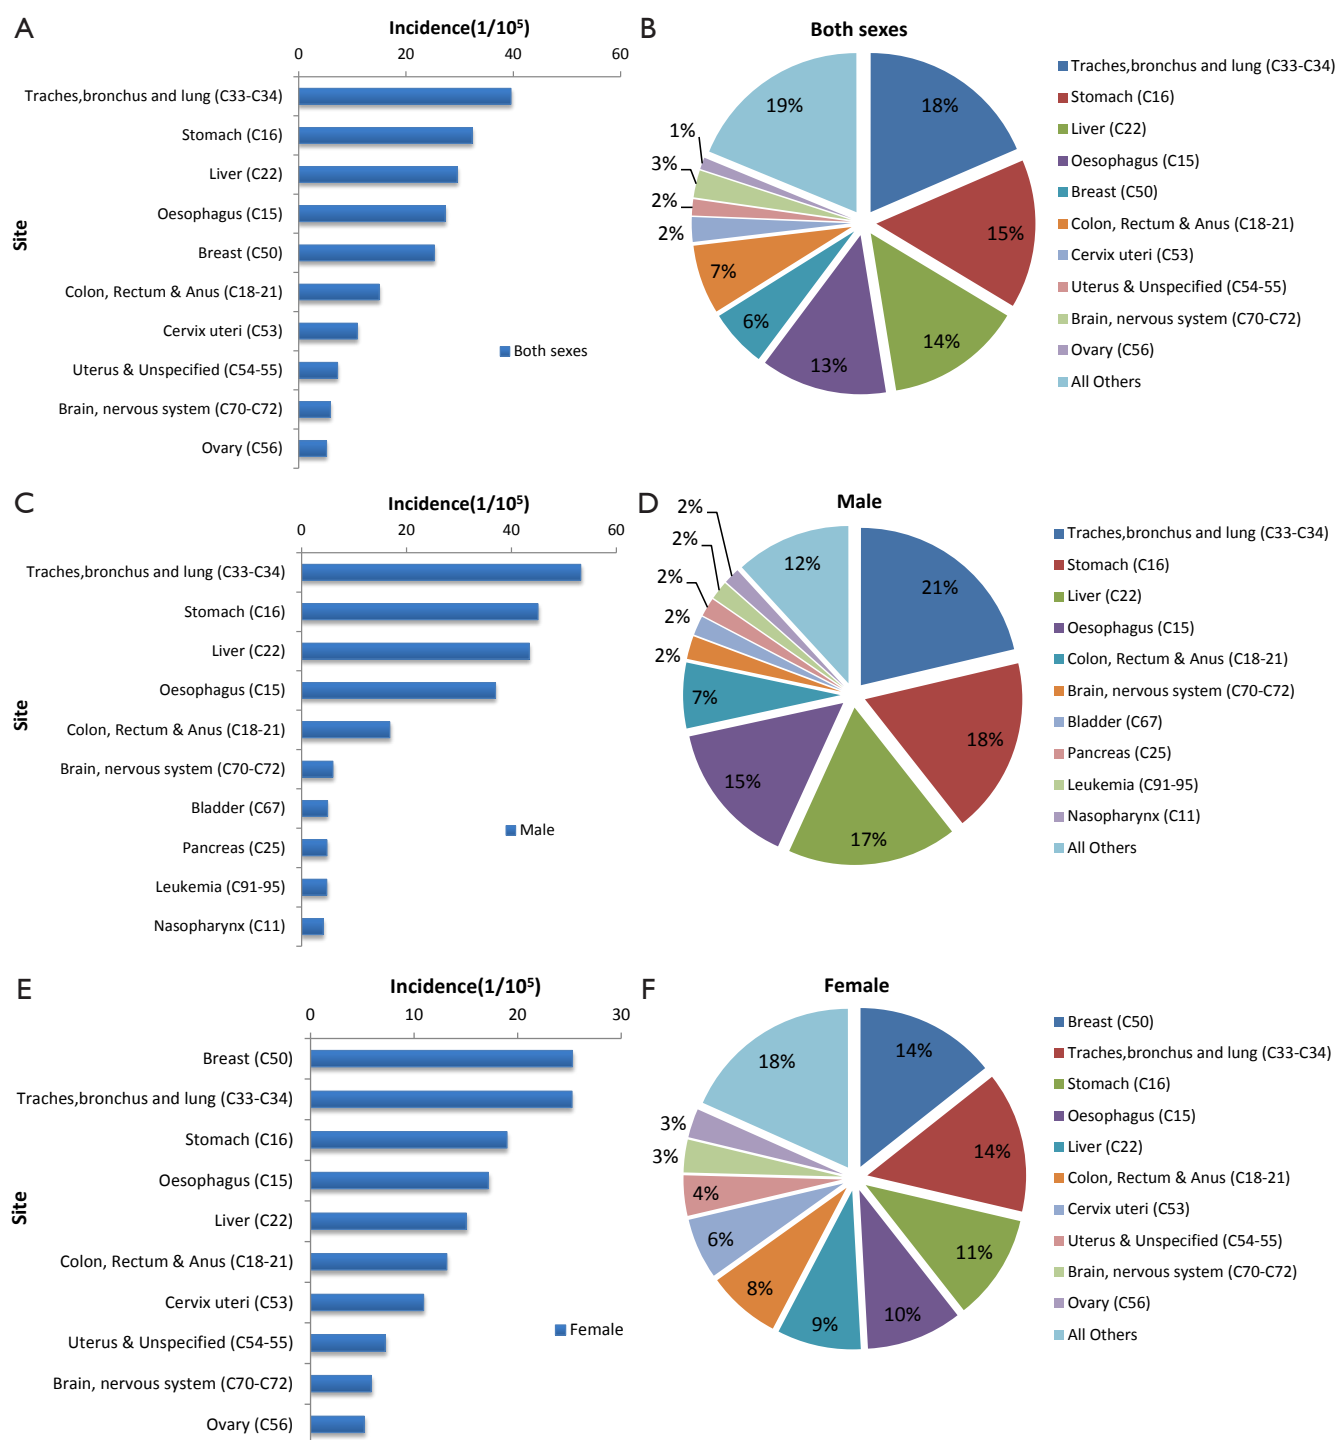 A
Incidence(1/10⁵)
0 20 40 60
Site
Traches,bronchus and lung (C33-C34)
Stomach (C16)
Liver (C22)
Oesophagus (C15)
Breast (C50)
Colon, Rectum & Anus (C18-21)
Cervix uteri (C53)
Uterus & Unspecified (C54-55)
Brain, nervous system (C70-C72)
Ovary (C56)
Both sexes
B
Both sexes
18%
15%
14%
13%
6%
7%
2%
2%
3%
1%
19%
Traches,bronchus and lung (C33-C34)
Stomach (C16)
Liver (C22)
Oesophagus (C15)
Breast (C50)
Colon, Rectum & Anus (C18-21)
Cervix uteri (C53)
Uterus & Unspecified (C54-55)
Brain, nervous system (C70-C72)
Ovary (C56)
All Others
C
Incidence(1/10⁵)
0 20 40 60
Site
Traches,bronchus and lung (C33-C34)
Stomach (C16)
Liver (C22)
Oesophagus (C15)
Colon, Rectum & Anus (C18-21)
Brain, nervous system (C70-C72)
Bladder (C67)
Pancreas (C25)
Leukemia (C91-95)
Nasopharynx (C11)
Male
D
Male
21%
18%
17%
15%
7%
2%
2%
2%
2%
2%
12%
Traches,bronchus and lung (C33-C34)
Stomach (C16)
Liver (C22)
Oesophagus (C15)
Colon, Rectum & Anus (C18-21)
Brain, nervous system (C70-C72)
Bladder (C67)
Pancreas (C25)
Leukemia (C91-95)
Nasopharynx (C11)
All Others
E
Incidence(1/10⁵)
0 10 20 30
Site
Breast (C50)
Traches,bronchus and lung (C33-C34)
Stomach (C16)
Oesophagus (C15)
Liver (C22)
Colon, Rectum & Anus (C18-21)
Cervix uteri (C53)
Uterus & Unspecified (C54-55)
Brain, nervous system (C70-C72)
Ovary (C56)
Female
F
Female
14%
14%
11%
10%
9%
8%
6%
4%
3%
3%
18%
Breast (C50)
Traches,bronchus and lung (C33-C34)
Stomach (C16)
Oesophagus (C15)
Liver (C22)
Colon, Rectum & Anus (C18-21)
Cervix uteri (C53)
Uterus & Unspecified (C54-55)
Brain, nervous system (C70-C72)
Ovary (C56)
All Others